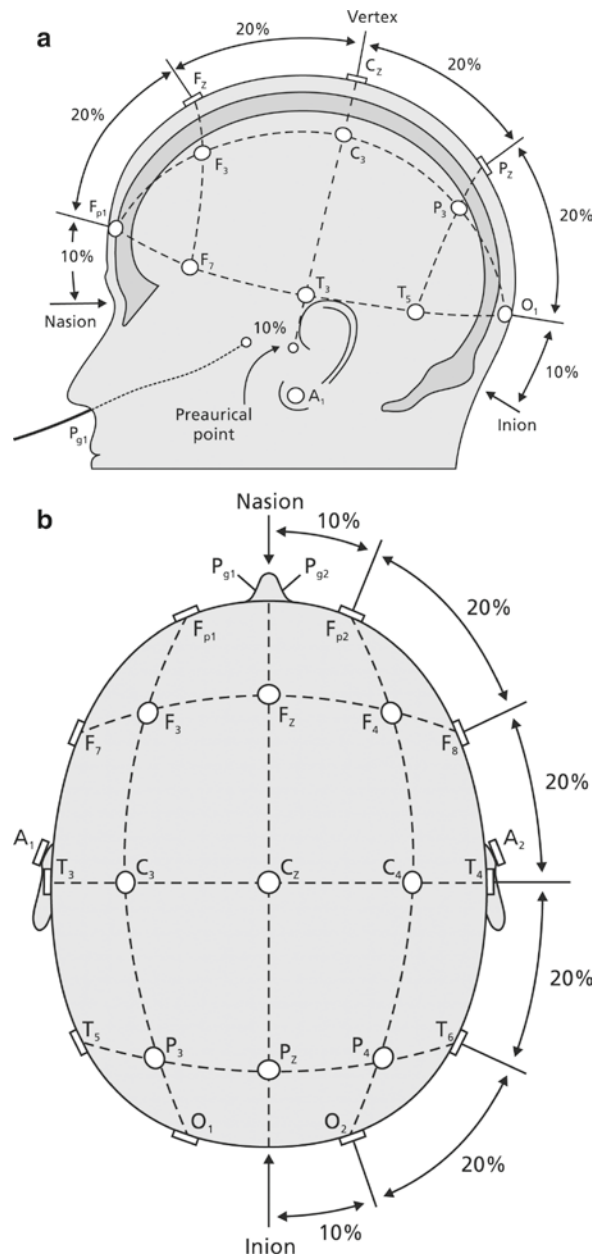 a
Vertex
20%
Fz
Cz
20%
20%
F3
C3
Pz
Fp1
P3
20%
10%
F7
T3
T5
Nasion
O1
10%
10%
A1
Preaurical
point
Pg1
Inion
b
Nasion
10%
Pg1
Pg2
Fp1
Fp2
20%
F3
Fz
F4
F7
F8
20%
A1
A2
T3
C3
Cz
C4
T4
20%
T5
P3
Pz
P4
T6
O1
O2
20%
10%
Inion